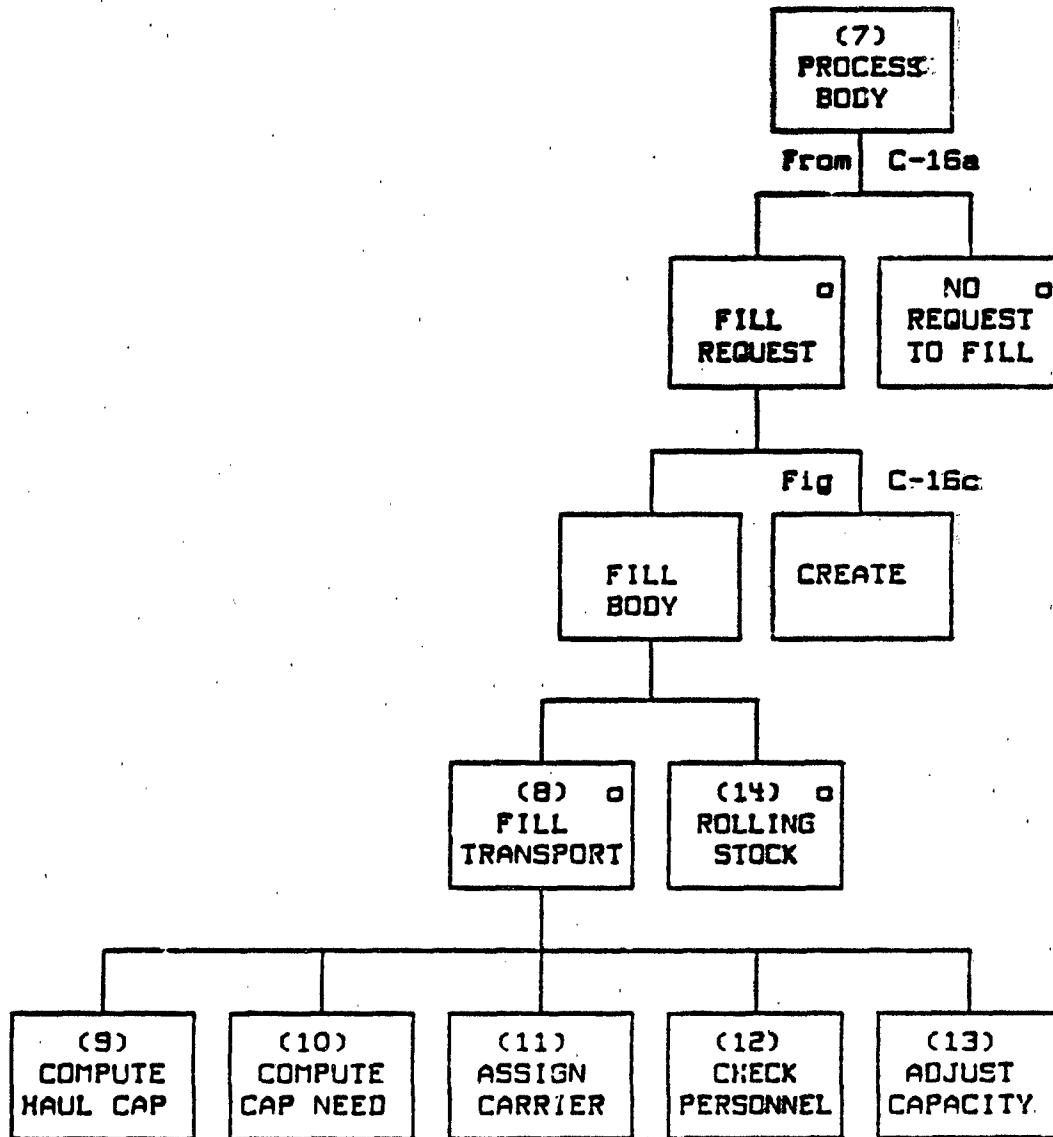 (7)
PROCESS
BODY
From C-16a
FILL
REQUEST
NO
REQUEST
TO FILL
Fig C-16c
FILL
BODY
CREATE
(8)
FILL
TRANSPORT
(14)
ROLLING
STOCK
(9)
COMPUTE
HAUL CAP
(10)
COMPUTE
CAP NEED
(11)
ASSIGN
CARRIER
(12)
CHECK
PERSONNEL
(13)
ADJUST
CAPACITY